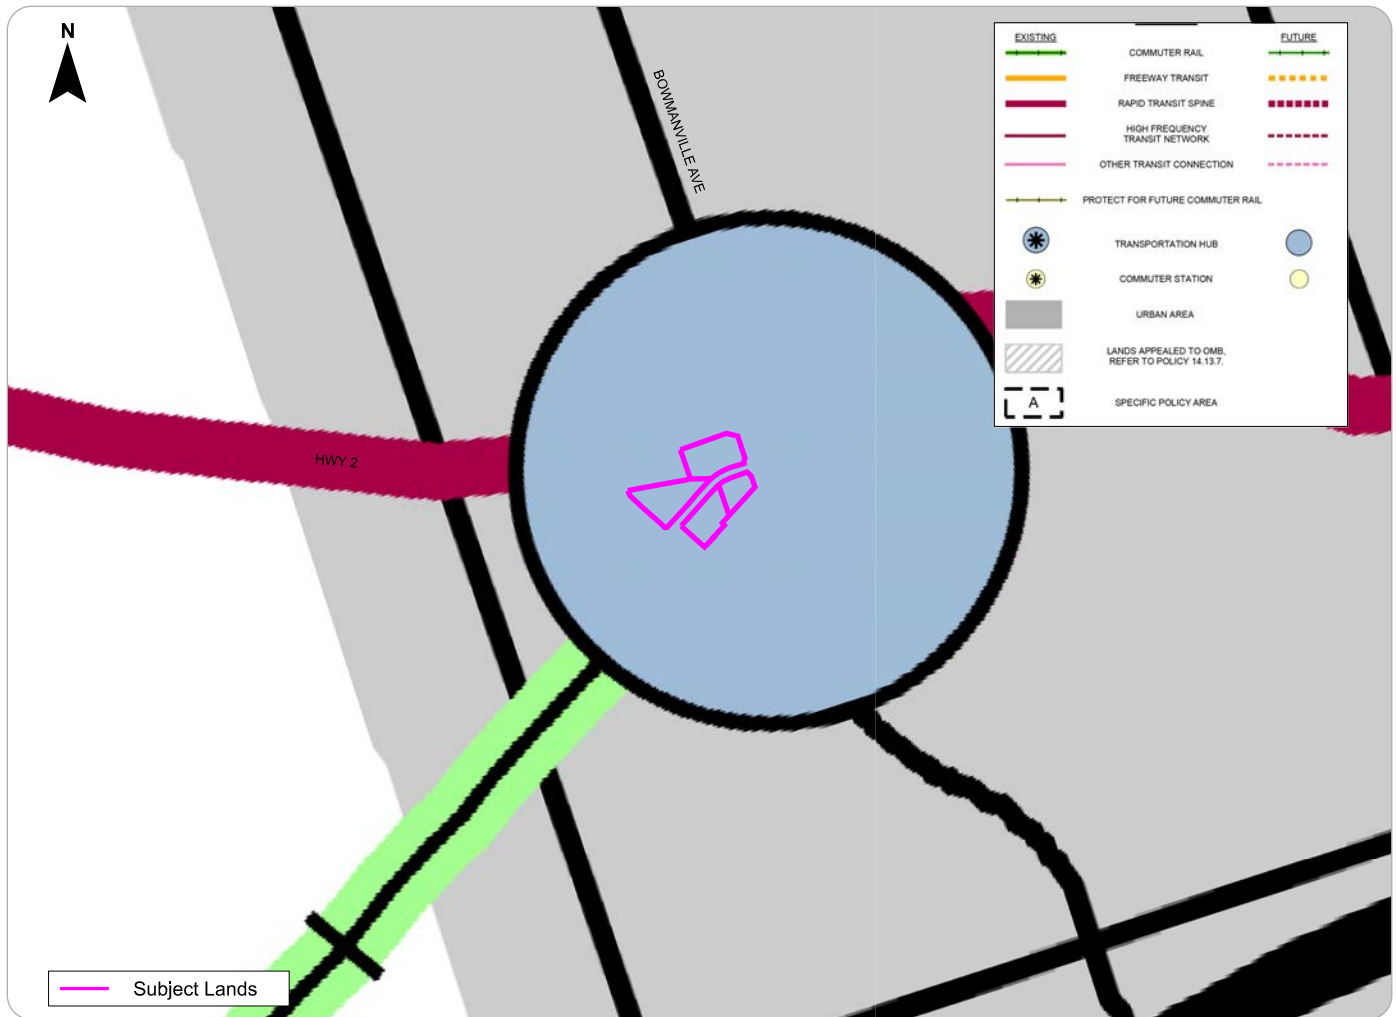 N
BOWMANVILLE AVE
HWY 2
EXISTING
FUTURE
COMMUTER RAIL
FREEWAY TRANSIT
RAPID TRANSIT SPINE
HIGH FREQUENCY
TRANSIT NETWORK
OTHER TRANSIT CONNECTION
PROTECT FOR FUTURE COMMUTER RAIL
TRANSPORTATION HUB
COMMUTER STATION
URBAN AREA
LANDS APPEALED TO OMB,
REFER TO POLICY 14.13.7.
A
SPECIFIC POLICY AREA
Subject Lands